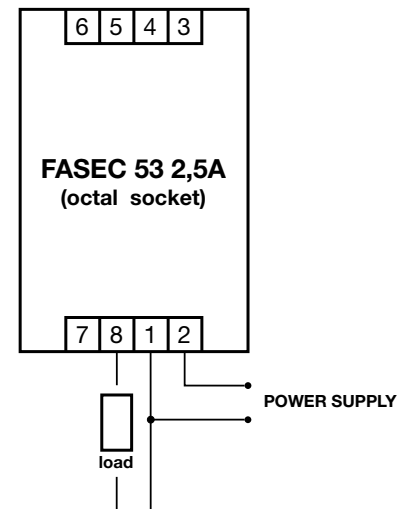 6 5 4 3
FASEC 53 2,5A
(octal socket)
7 8 1 2
POWER SUPPLY
load